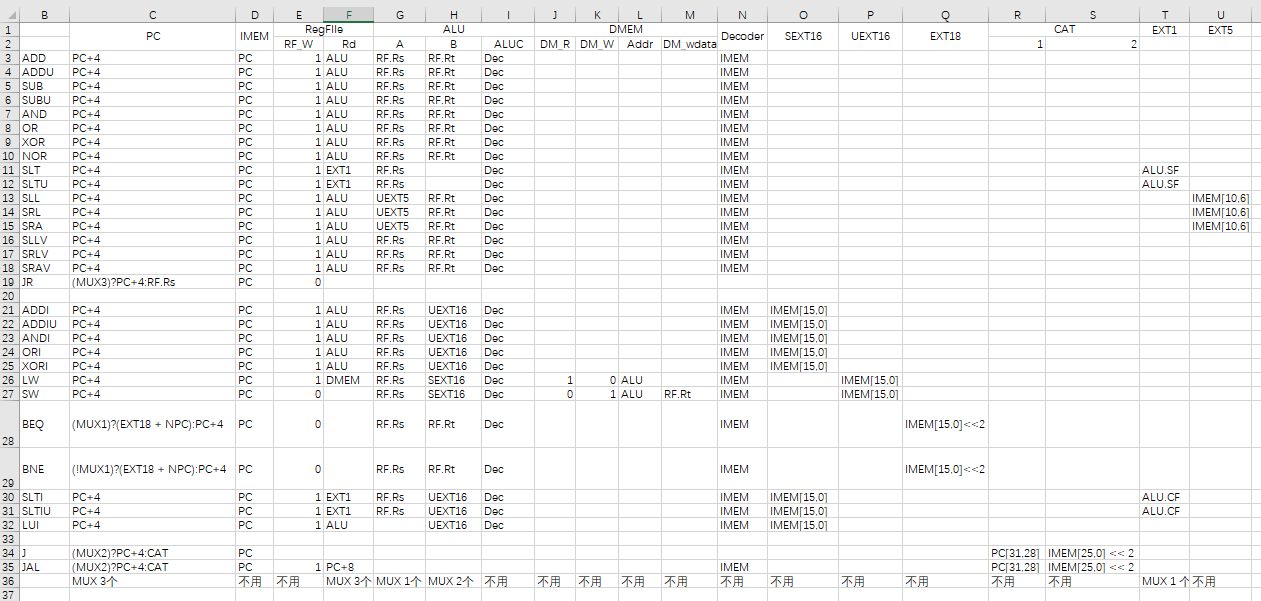 B C D E F G H I J K L M N O P Q R S T U
1 PC IMEM RegFile ALU DMEM Decoder SEXT16 UEXT16 EXT18 CAT EXT1 EXT5
2 RF_W Rd A B ALUC DM_R DM_W Addr DM_wdata 1 2
3 ADD PC+4 PC 1 ALU RF.Rs RF.Rt Dec IMEM
4 ADDU PC+4 PC 1 ALU RF.Rs RF.Rt Dec IMEM
5 SUB PC+4 PC 1 ALU RF.Rs RF.Rt Dec IMEM
6 SUBU PC+4 PC 1 ALU RF.Rs RF.Rt Dec IMEM
7 AND PC+4 PC 1 ALU RF.Rs RF.Rt Dec IMEM
8 OR PC+4 PC 1 ALU RF.Rs RF.Rt Dec IMEM
9 XOR PC+4 PC 1 ALU RF.Rs RF.Rt Dec IMEM
10 NOR PC+4 PC 1 ALU RF.Rs RF.Rt Dec IMEM
11 SLT PC+4 PC 1 EXT1 RF.Rs Dec IMEM ALU.SF
12 SLTU PC+4 PC 1 EXT1 RF.Rs Dec IMEM ALU.SF
13 SLL PC+4 PC 1 ALU UEXT5 RF.Rt Dec IMEM IMEM[10,6]
14 SRL PC+4 PC 1 ALU UEXT5 RF.Rt Dec IMEM IMEM[10,6]
15 SRA PC+4 PC 1 ALU UEXT5 RF.Rt Dec IMEM IMEM[10,6]
16 SLLV PC+4 PC 1 ALU RF.Rs RF.Rt Dec IMEM
17 SRLV PC+4 PC 1 ALU RF.Rs RF.Rt Dec IMEM
18 SRAV PC+4 PC 1 ALU RF.Rs RF.Rt Dec IMEM
19 JR (MUX3)?PC+4:RF.Rs PC 0
20
21 ADDI PC+4 PC 1 ALU RF.Rs UEXT16 Dec IMEM IMEM[15,0]
22 ADDIU PC+4 PC 1 ALU RF.Rs UEXT16 Dec IMEM IMEM[15,0]
23 ANDI PC+4 PC 1 ALU RF.Rs UEXT16 Dec IMEM IMEM[15,0]
24 ORI PC+4 PC 1 ALU RF.Rs UEXT16 Dec IMEM IMEM[15,0]
25 XORI PC+4 PC 1 ALU RF.Rs UEXT16 Dec IMEM IMEM[15,0]
26 LW PC+4 PC 1 DMEM RF.Rs SEXT16 Dec 1 0 ALU IMEM IMEM[15,0]
27 SW PC+4 PC 0 RF.Rs SEXT16 Dec 0 1 ALU RF.Rt IMEM IMEM[15,0]
28 BEQ (MUX1)?(EXT18 + NPC):PC+4 PC 0 RF.Rs RF.Rt Dec IMEM IMEM[15,0]<<2
29 BNE (!MUX1)?(EXT18 + NPC):PC+4 PC 0 RF.Rs RF.Rt Dec IMEM IMEM[15,0]<<2
30 SLTI PC+4 PC 1 EXT1 RF.Rs UEXT16 Dec IMEM IMEM[15,0] ALU.CF
31 SLTIU PC+4 PC 1 EXT1 RF.Rs UEXT16 Dec IMEM IMEM[15,0] ALU.CF
32 LUI PC+4 PC 1 ALU UEXT16 Dec IMEM IMEM[15,0]
33
34 J (MUX2)?PC+4:CAT PC PC[31,28] IMEM[25,0] << 2
35 JAL (MUX2)?PC+4:CAT PC 1 PC+8 IMEM PC[31,28] IMEM[25,0] << 2
36 MUX 3个 不用 不用 MUX 3个 MUX 1个 MUX 2个 不用 不用 不用 不用 不用 不用 不用 不用 不用 不用 不用 MUX 1个 不用
37